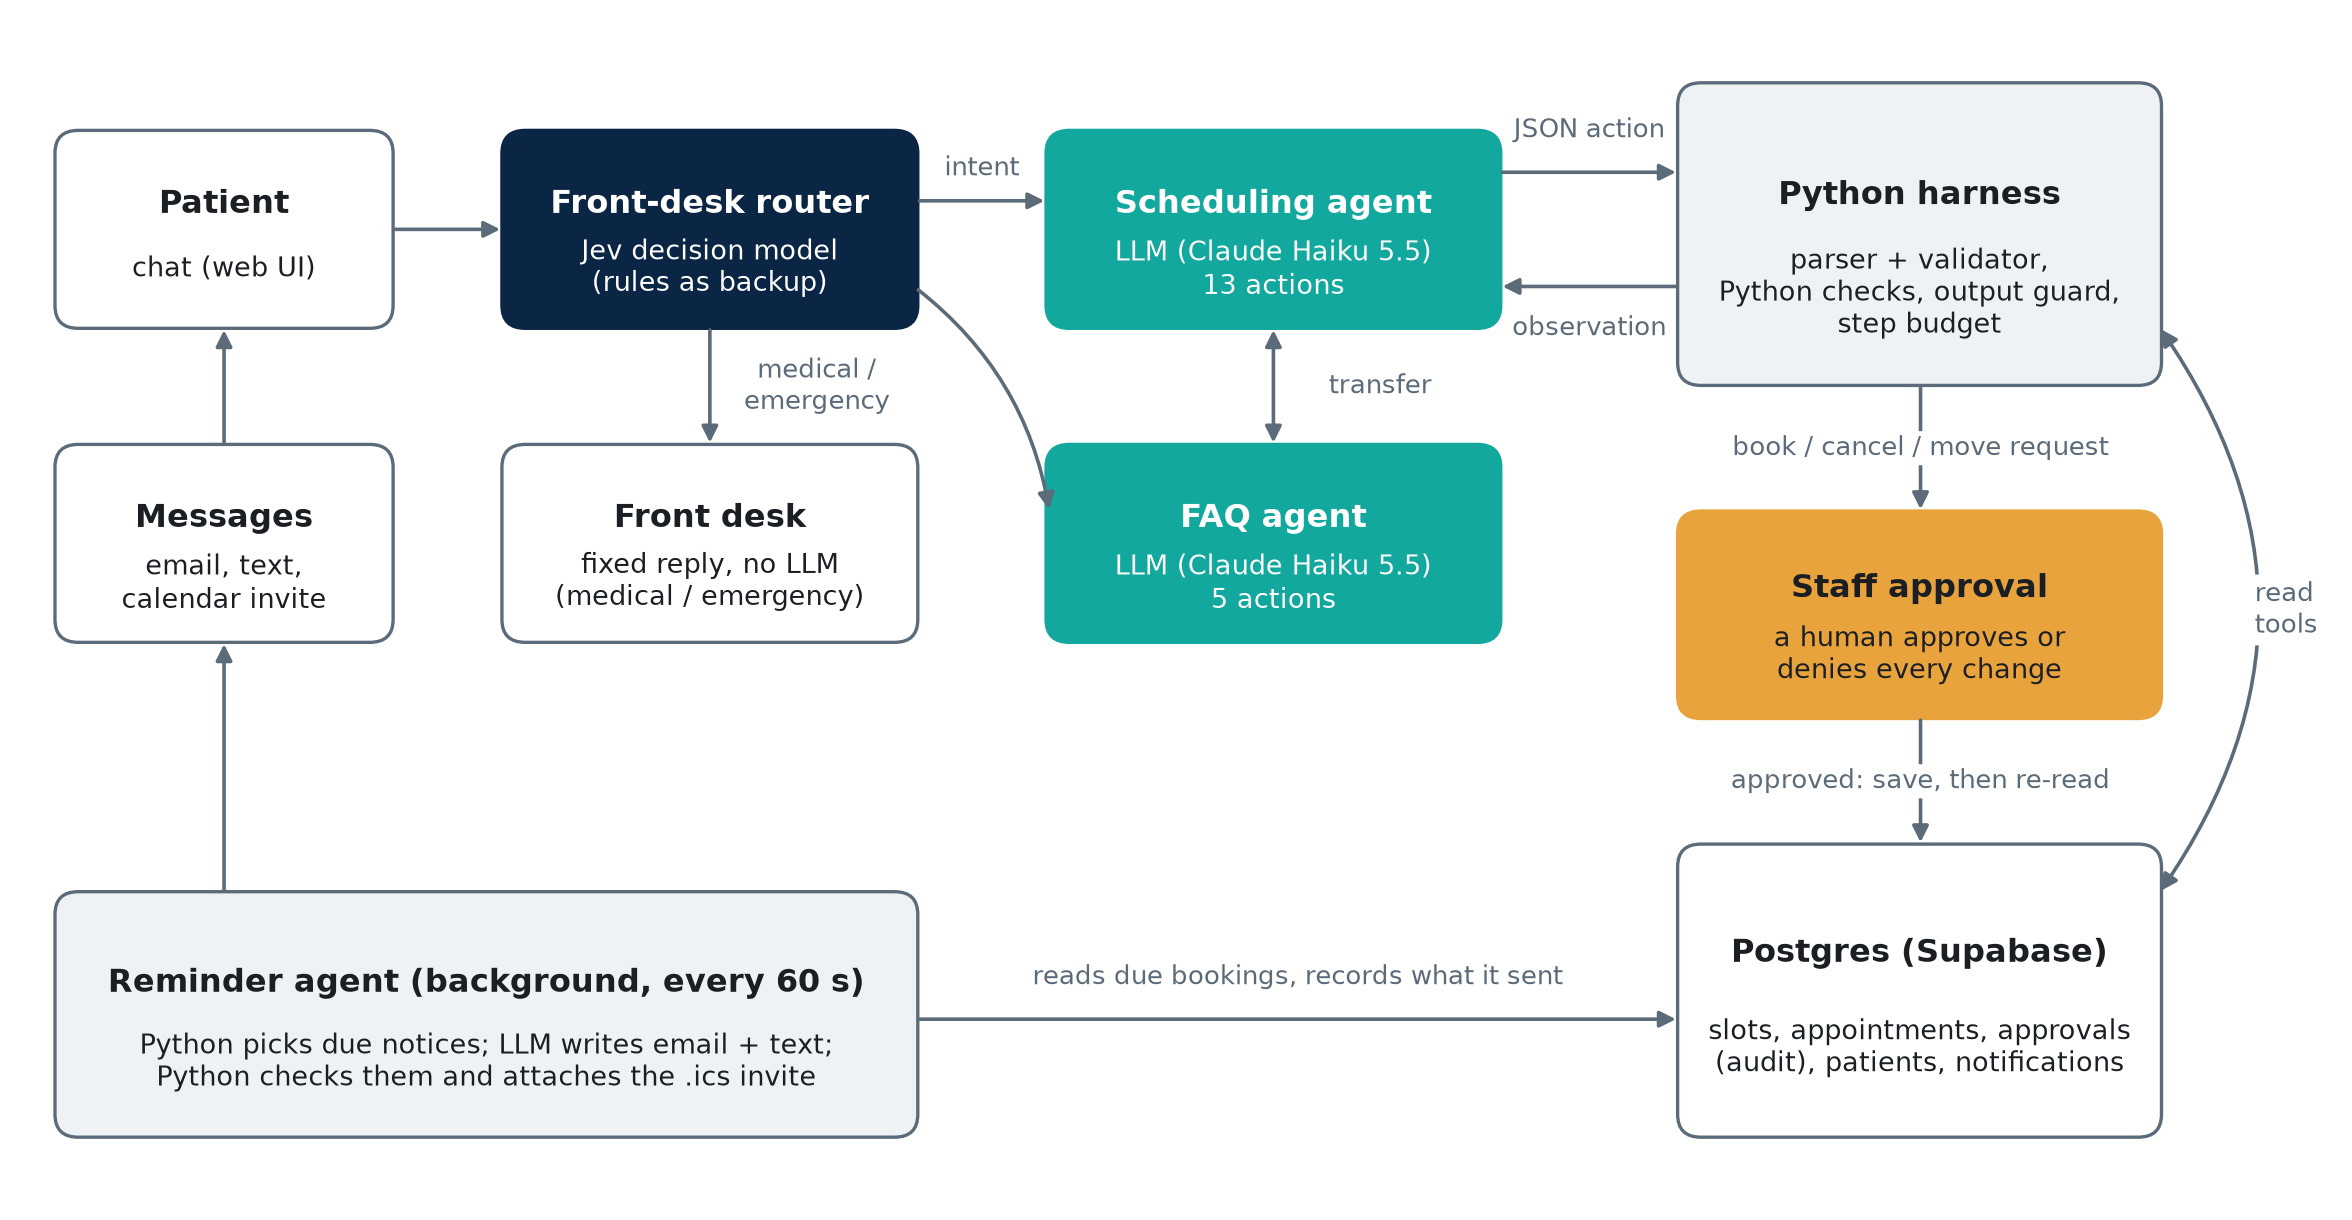 Patient
chat (web UI)
Front-desk router
Jev decision model
(rules as backup)
intent
Scheduling agent
LLM (Claude Haiku 5.5)
13 actions
JSON action
observation
Python harness
parser + validator,
Python checks, output guard,
step budget
medical /
emergency
transfer
book / cancel / move request
Messages
email, text,
calendar invite
Front desk
fixed reply, no LLM
(medical / emergency)
FAQ agent
LLM (Claude Haiku 5.5)
5 actions
Staff approval
a human approves or
denies every change
read
tools
approved: save, then re-read
Reminder agent (background, every 60 s)
Python picks due notices; LLM writes email + text;
Python checks them and attaches the .ics invite
reads due bookings, records what it sent
Postgres (Supabase)
slots, appointments, approvals
(audit), patients, notifications